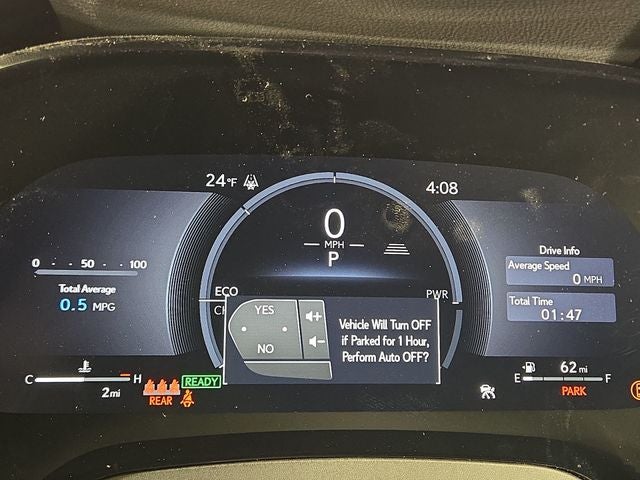 24°F
4:08
0
MPH
P
0 - 50 - 100
Total Average
0.5 MPG
Drive Info
Average Speed
0 MPH
Total Time
01:47
ECO
PWR
YES
NO
+
-
Vehicle Will Turn OFF
if Parked for 1 Hour,
Perform Auto OFF?
C H
2 mi
REAR
READY
62 mi
E F
PARK